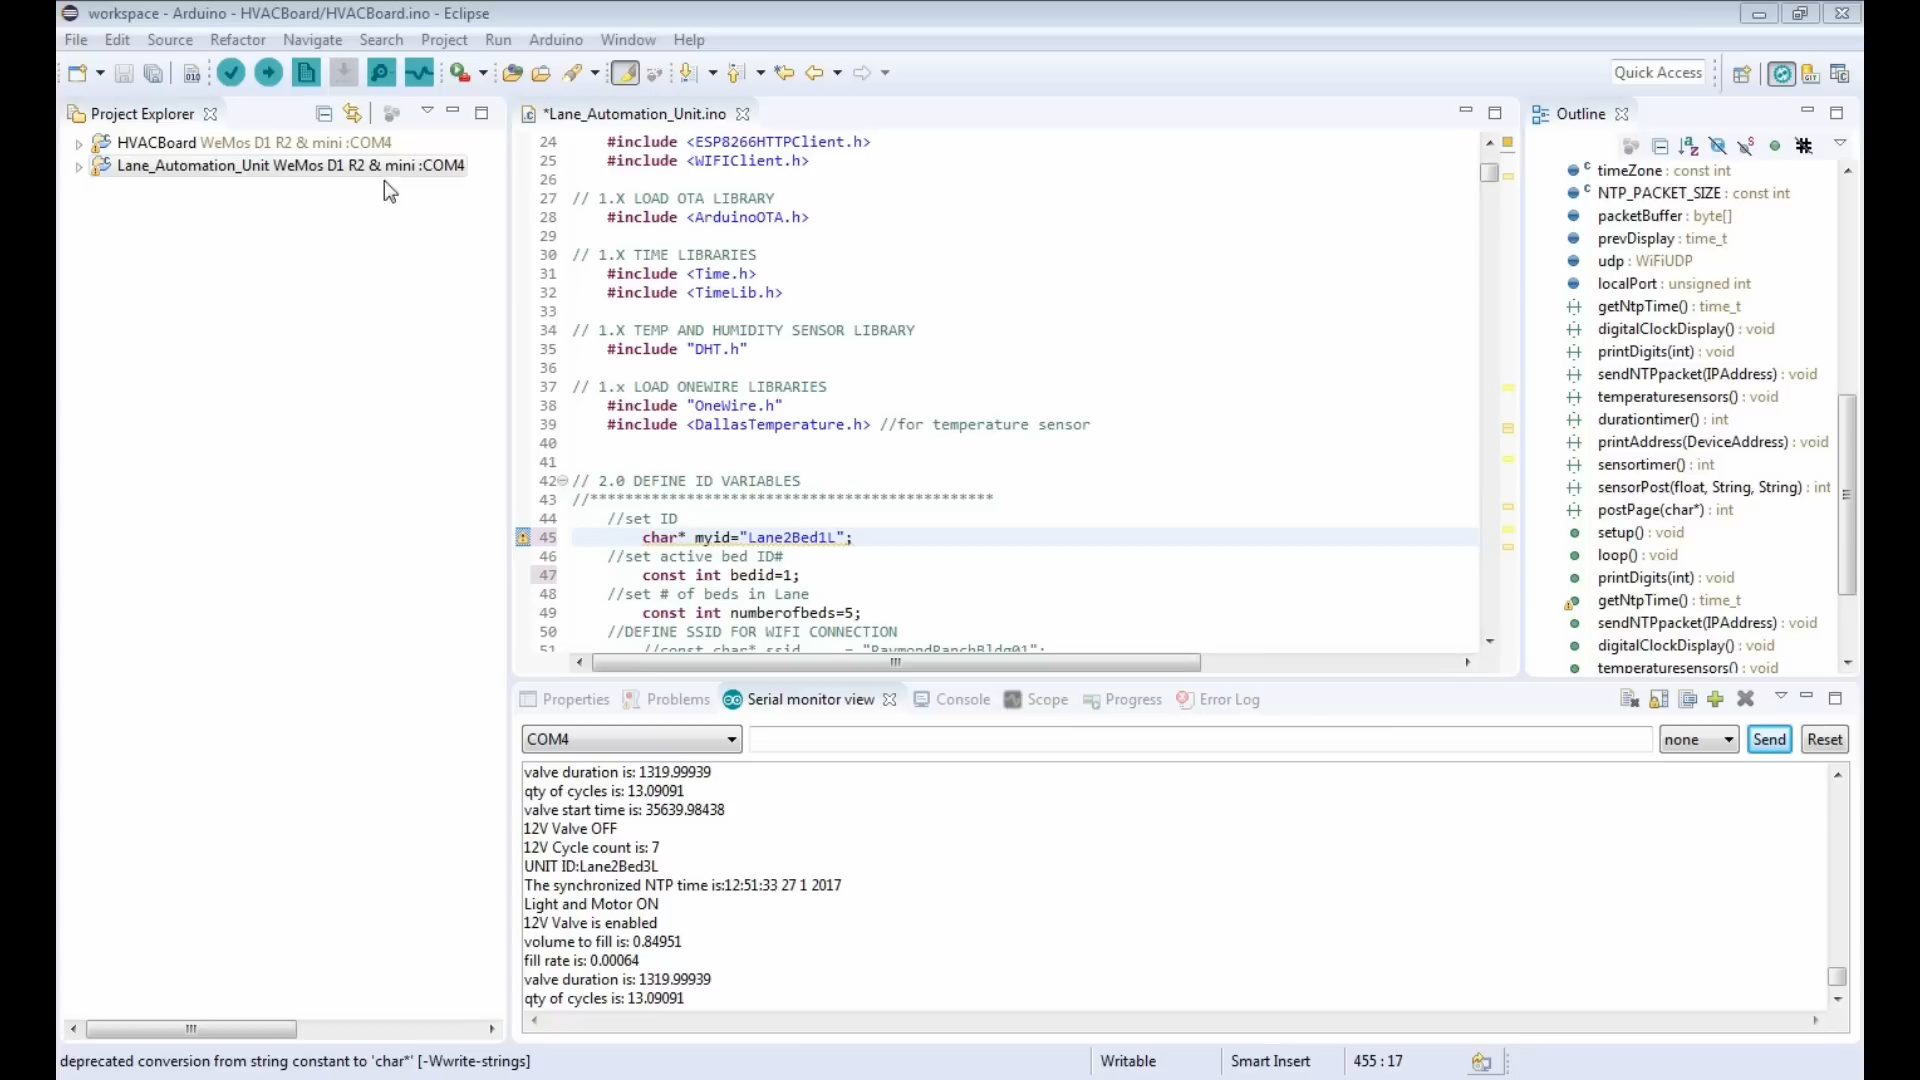 workspace - Arduino - HVACBoard/HVACBoard.ino - Eclipse
File Edit Source Refactor Navigate Search Project Run Arduino Window Help
Quick Access
Project Explorer
HVACBoard WeMos D1 R2 & mini :COM4
Lane_Automation_Unit WeMos D1 R2 & mini :COM4
*Lane_Automation_Unit.ino
24 #include <ESP8266HTTPClient.h>
25 #include <WIFIClient.h>
26
27 // 1.X LOAD OTA LIBRARY
28 #include <ArduinoOTA.h>
29
30 // 1.X TIME LIBRARIES
31 #include <Time.h>
32 #include <TimeLib.h>
33
34 // 1.X TEMP AND HUMIDITY SENSOR LIBRARY
35 #include "DHT.h"
36
37 // 1.x LOAD ONEWIRE LIBRARIES
38 #include "OneWire.h"
39 #include <DallasTemperature.h> //for temperature sensor
40
41
42 // 2.0 DEFINE ID VARIABLES
43 //**********************************************
44 //set ID
45 char* myid="Lane2Bed1L";
46 //set active bed ID#
47 const int bedid=1;
48 //set # of beds in Lane
49 const int numberofbeds=5;
50 //DEFINE SSID FOR WIFI CONNECTION
51 //const char* ssid = "RaymondRanchBldg01";
Outline
timeZone : const int
NTP_PACKET_SIZE : const int
packetBuffer : byte[]
prevDisplay : time_t
udp : WiFiUDP
localPort : unsigned int
getNtpTime() : time_t
digitalClockDisplay() : void
printDigits(int) : void
sendNTPpacket(IPAddress) : void
temperaturesensors() : void
durationtimer() : int
printAddress(DeviceAddress) : void
sensortimer() : int
sensorPost(float, String, String) : int
postPage(char*) : int
setup() : void
loop() : void
printDigits(int) : void
getNtpTime() : time_t
sendNTPpacket(IPAddress) : void
digitalClockDisplay() : void
temperaturesensors() : void
Properties Problems Serial monitor view Console Scope Progress Error Log
COM4 none Send Reset
valve duration is: 1319.99939
qty of cycles is: 13.09091
valve start time is: 35639.98438
12V Valve OFF
12V Cycle count is: 7
UNIT ID:Lane2Bed3L
The synchronized NTP time is:12:51:33 27 1 2017
Light and Motor ON
12V Valve is enabled
volume to fill is: 0.84951
fill rate is: 0.00064
valve duration is: 1319.99939
qty of cycles is: 13.09091
deprecated conversion from string constant to 'char*' [-Wwrite-strings] Writable Smart Insert 455 : 17